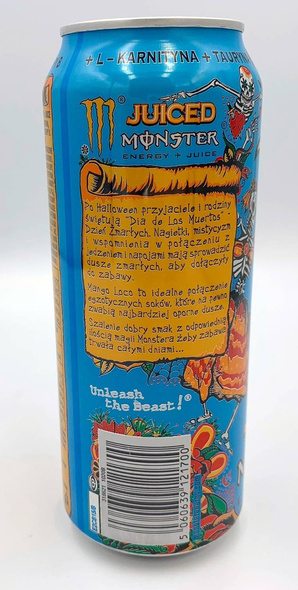 + L-KARNITYNA + TAURYN
JUICED
MONSTER
ENERGY + JUICE
Po Halloween przyjaciele i rodziny
świętują "Dia de Los Muertos"
Dzień Zmarłych. Nagietki, mistycyzm
i wspomnienia w połączeniu z
jedzeniem i napojami mają sprowadzić
dusze zmarłych, aby dołączyły
do zabawy.
Mango Loco to idealne połączenie
egzotycznych soków, które na pewno
zwabią najbardziej oporne dusze.
Szalenie dobry smak z odpowiednią
ilością magii Monstera żeby zabawa
trwała całymi dniami...
Unleash
the Beast!®
5 060639 121700